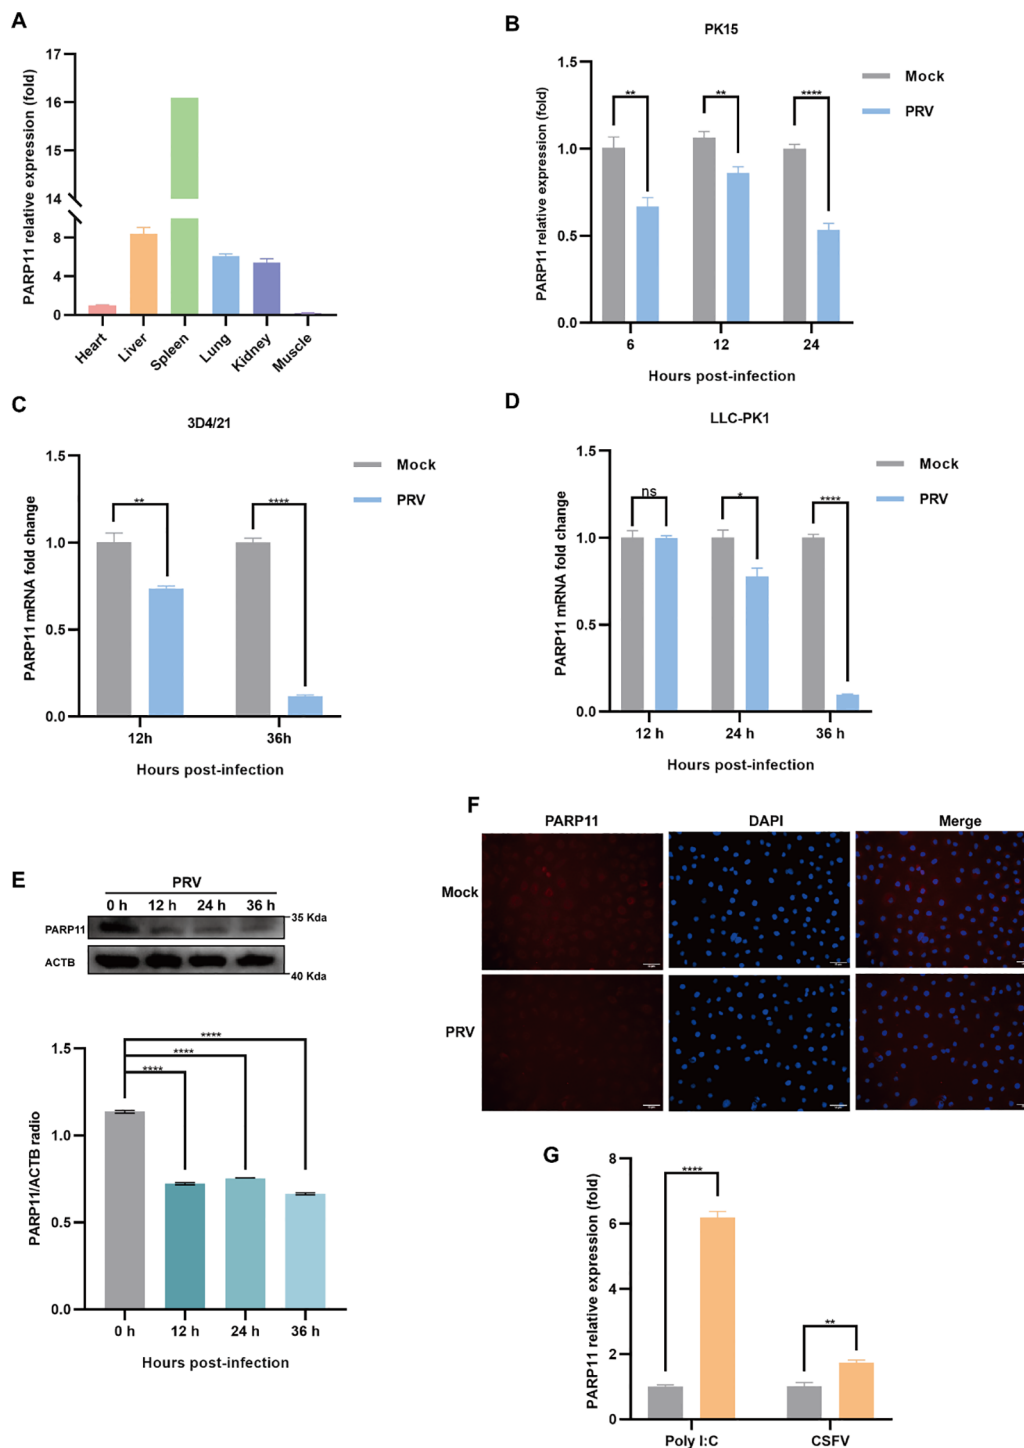 A
PARP11 relative expression (fold)
17
16
15
14
8
4
0
Heart
Liver
Spleen
Lung
Kidney
Muscle
B
PK15
PARP11 relative expression (fold)
1.5
1.0
0.5
0.0
**
**
****
Mock
PRV
6
12
24
Hours post-infection
C
3D4/21
PARP11 mRNA fold change
1.5
1.0
0.5
0.0
**
****
Mock
PRV
12h
36h
Hours post-infection
D
LLC-PK1
PARP11 mRNA fold change
1.5
1.0
0.5
0.0
ns
*
****
Mock
PRV
12 h
24 h
36 h
Hours post-infection
E
PRV
0 h 12 h 24 h 36 h
35 Kda
PARP11
ACTB
40 Kda
PARP11/ACTB radio
1.5
1.0
0.5
0.0
****
****
****
0 h
12 h
24 h
36 h
Hours post-infection
F
PARP11
DAPI
Merge
Mock
PRV
G
PARP11 relative expression (fold)
8
6
4
2
0
****
**
Poly I:C
CSFV